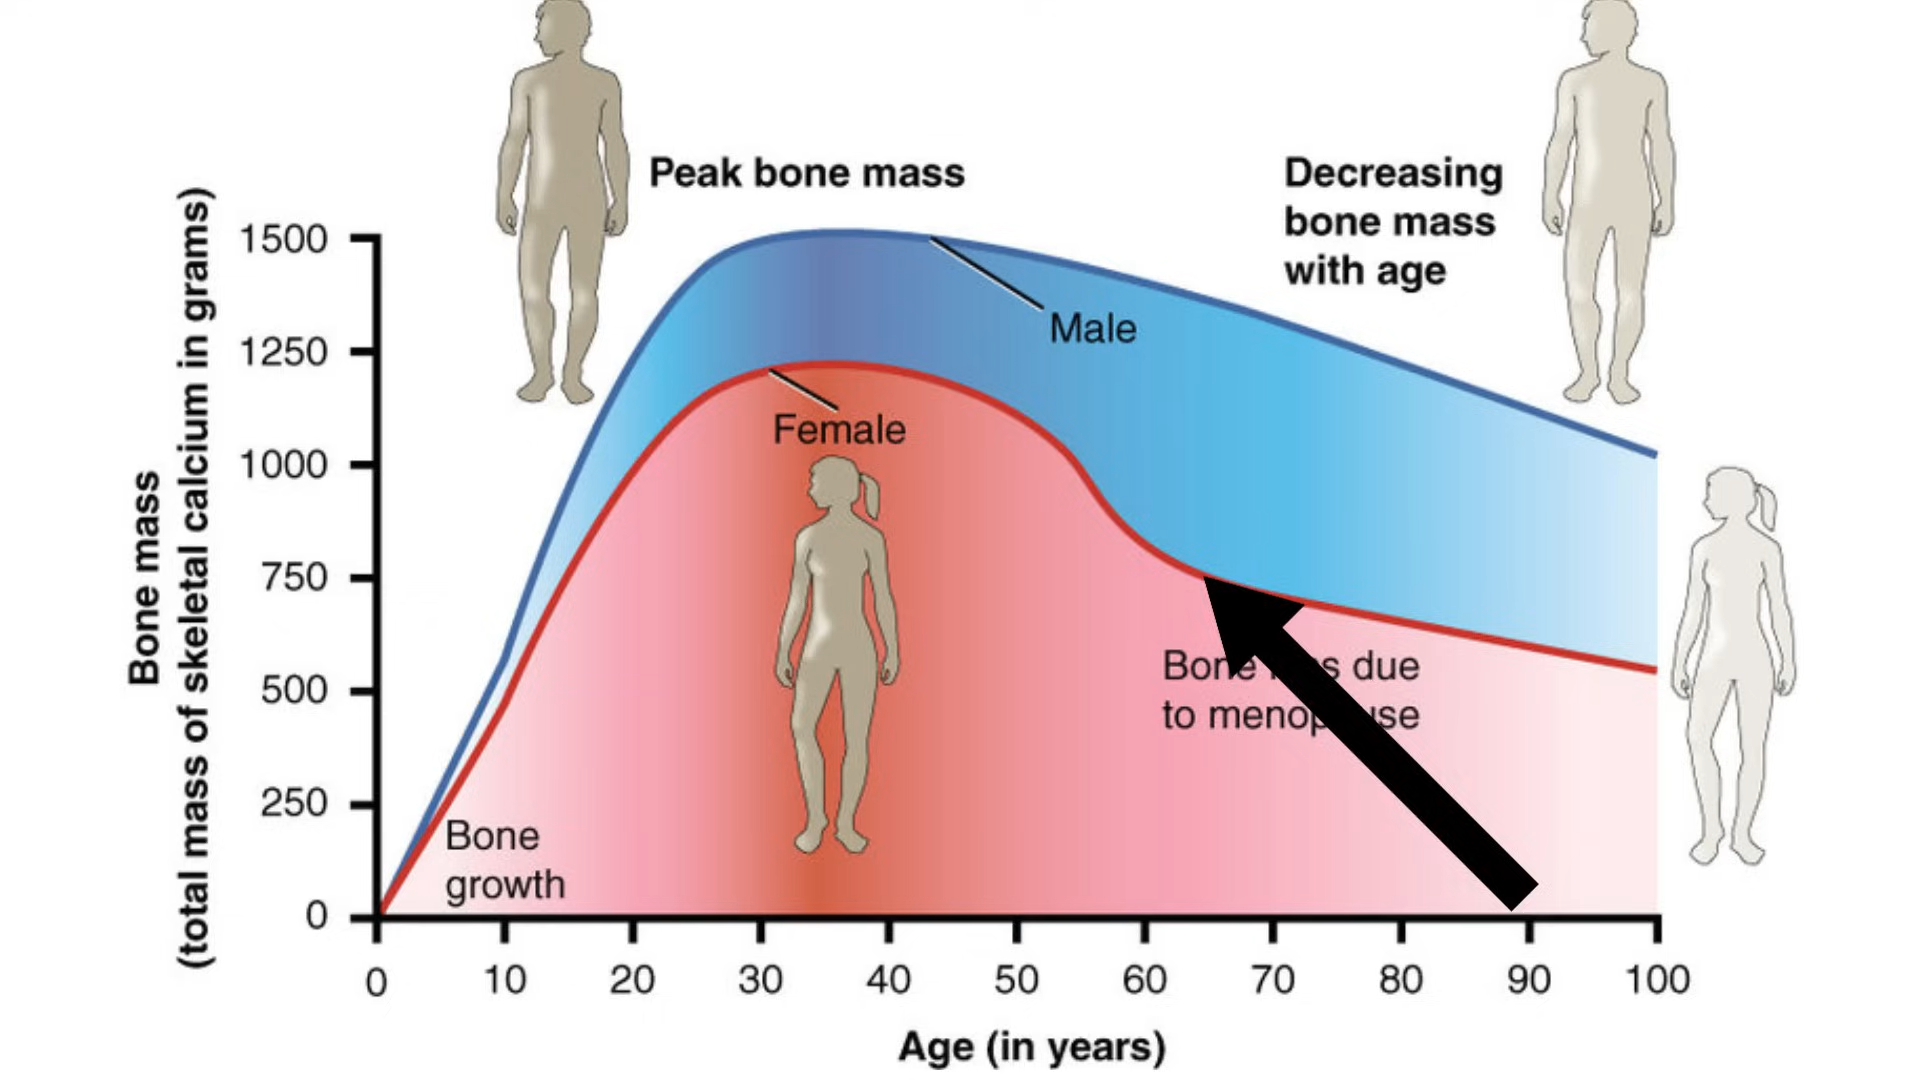 Peak bone mass
Decreasing
bone mass
with age
Bone mass
(total mass of skeletal calcium in grams)
1500
1250
1000
750
500
250
0
Male
Female
Bone due
to
Bone
growth
0 10 20 30 40 50 60 70 80 90 100
Age (in years)